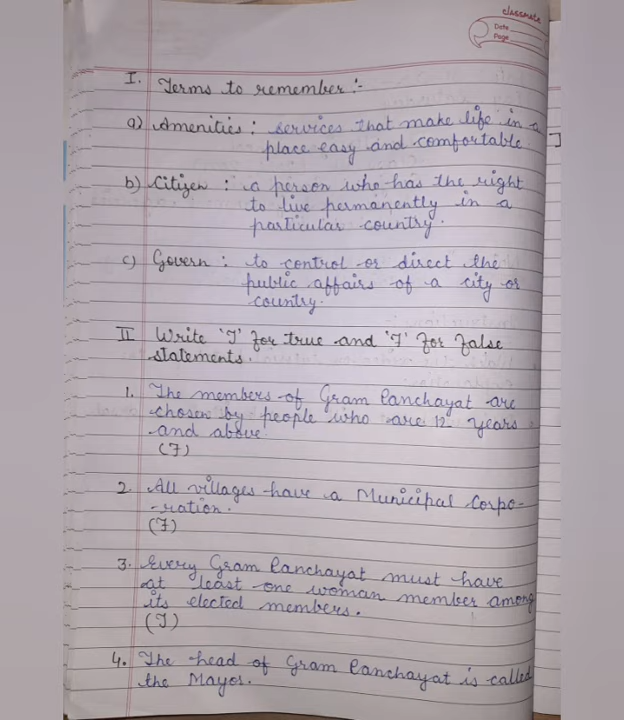 classmate
Date
Page
I. Terms to remember :-
a) Amenities : services that make life in a
place easy and comfortable.
b) Citizen : a person who has the right
to live permanently in a
particular country.
c) Govern : to control or direct the
public affairs of a city or
country.
II Write 'T' for true and 'F' for false
statements.
1. The members of Gram Panchayat are
chosen by people who are 12 years
and above.
(F)
2. All villages have a Municipal Corpo-
-ration.
(F)
3. Every Gram Panchayat must have
at least one woman member among
its elected members.
(T)
4. The head of Gram Panchayat is called
the Mayor.